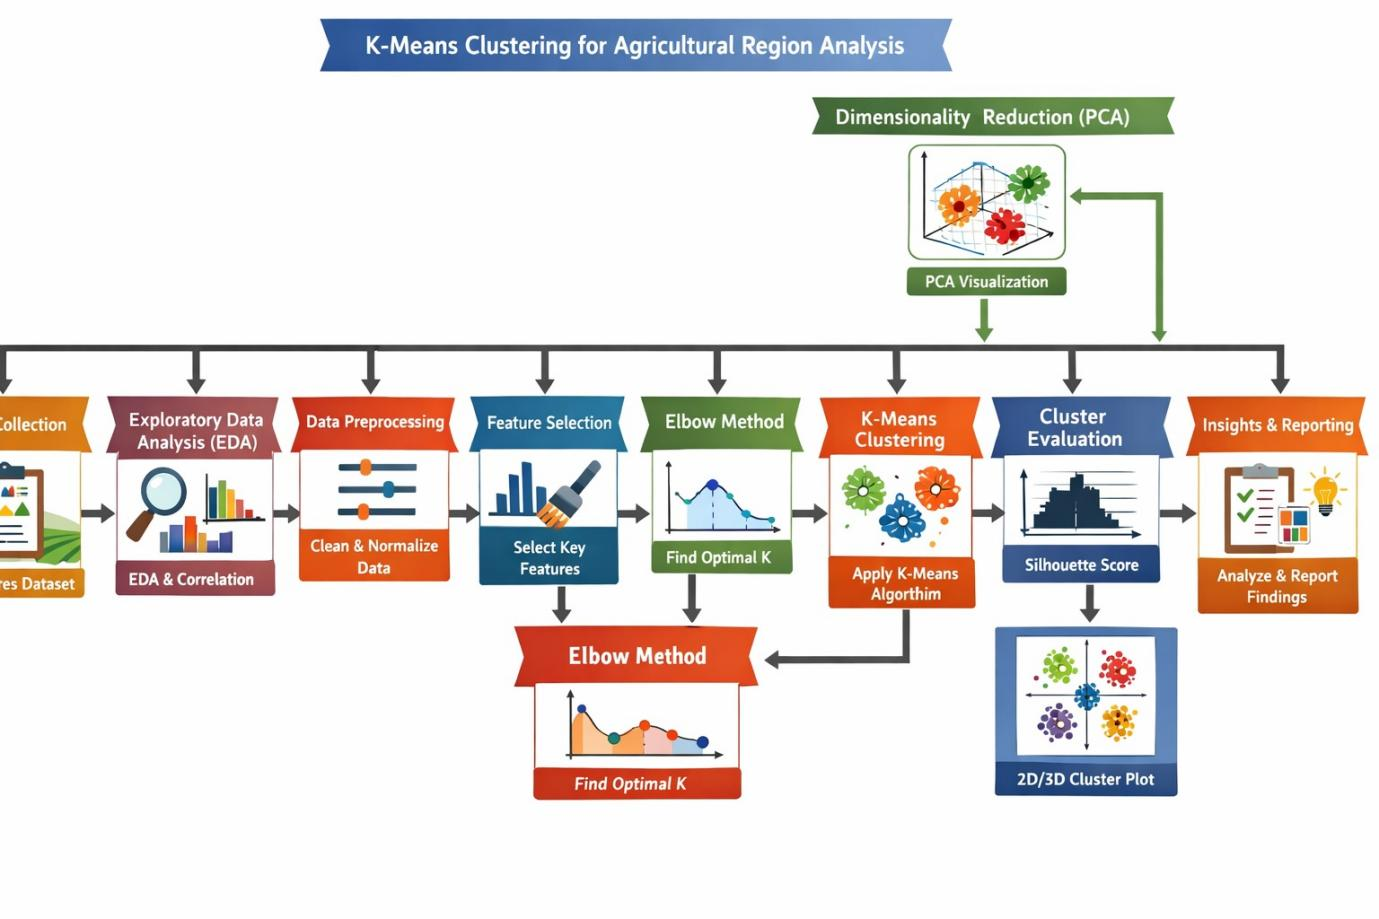 K-Means Clustering for Agricultural Region Analysis
Dimensionality Reduction (PCA)
PCA Visualization
Collection
Exploratory Data
Analysis (EDA)
Data Preprocessing
Feature Selection
Elbow Method
K-Means
Clustering
Cluster
Evaluation
Insights & Reporting
res Dataset
EDA & Correlation
Clean & Normalize
Data
Select Key
Features
Find Optimal K
Apply K-Means
Algorthim
Silhouette Score
Analyze & Report
Findings
Elbow Method
Find Optimal K
2D/3D Cluster Plot